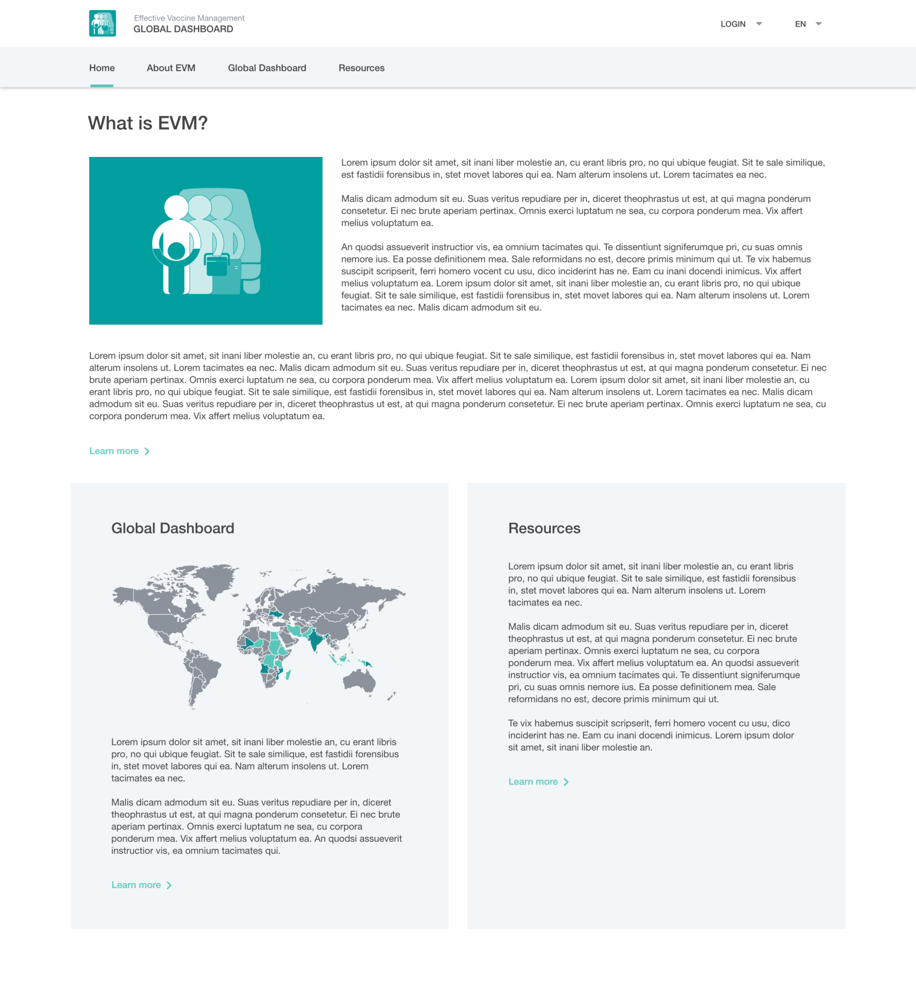 Effective Vaccine Management
GLOBAL DASHBOARD
LOGIN
EN
Home
About EVM
Global Dashboard
Resources
What is EVM?
Lorem ipsum dolor sit amet, sit inani liber molestie an, cu erant libris pro, no qui ubique feugiat. Sit te sale similique,
est fastidii forensibus in, stet movet labores qui ea. Nam alterum insolens ut. Lorem tacimates ea nec.
Malis dicam admodum sit eu. Suas veritus repudiare per in, diceret theophrastus ut est, at qui magna ponderum
consetetur. Ei nec brute aperiam pertinax. Omnis exerci luptatum ne sea, cu corpora ponderum mea. Vix affert
melius voluptatum ea.
An quodsi assueverit instructior vis, ea omnium tacimates qui. Te dissentiunt signiferumque pri, cu suas omnis
nemore ius. Ea posse definitionem mea. Sale reformidans no est, decore primis minimum qui ut. Te vix habemus
suscipit scripserit, ferri homero vocent cu usu, dico inciderint has ne. Eam cu inani docendi inimicus. Vix affert
melius voluptatum ea. Lorem ipsum dolor sit amet, sit inani liber molestie an, cu erant libris pro, no qui ubique
feugiat. Sit te sale similique, est fastidii forensibus in, stet movet labores qui ea. Nam alterum insolens ut. Lorem
tacimates ea nec. Malis dicam admodum sit eu.
Lorem ipsum dolor sit amet, sit inani liber molestie an, cu erant libris pro, no qui ubique feugiat. Sit te sale similique, est fastidii forensibus in, stet movet labores qui ea. Nam
alterum insolens ut. Lorem tacimates ea nec. Malis dicam admodum sit eu. Suas veritus repudiare per in, diceret theophrastus ut est, at qui magna ponderum consetetur. Ei nec
brute aperiam pertinax. Omnis exerci luptatum ne sea, cu corpora ponderum mea. Vix affert melius voluptatum ea. Lorem ipsum dolor sit amet, sit inani liber molestie an, cu
erant libris pro, no qui ubique feugiat. Sit te sale similique, est fastidii forensibus in, stet movet labores qui ea. Nam alterum insolens ut. Lorem tacimates ea nec. Malis dicam
admodum sit eu. Suas veritus repudiare per in, diceret theophrastus ut est, at qui magna ponderum consetetur. Ei nec brute aperiam pertinax. Omnis exerci luptatum ne sea, cu
corpora ponderum mea. Vix affert melius voluptatum ea.
Learn more
Global Dashboard
Lorem ipsum dolor sit amet, sit inani liber molestie an, cu erant libris
pro, no qui ubique feugiat. Sit te sale similique, est fastidii forensibus
in, stet movet labores qui ea. Nam alterum insolens ut. Lorem
tacimates ea nec.
Malis dicam admodum sit eu. Suas veritus repudiare per in, diceret
theophrastus ut est, at qui magna ponderum consetetur. Ei nec brute
aperiam pertinax. Omnis exerci luptatum ne sea, cu corpora
ponderum mea. Vix affert melius voluptatum ea. An quodsi assueverit
instructior vis, ea omnium tacimates qui.
Learn more
Resources
Lorem ipsum dolor sit amet, sit inani liber molestie an, cu erant libris
pro, no qui ubique feugiat. Sit te sale similique, est fastidii forensibus
in, stet movet labores qui ea. Nam alterum insolens ut. Lorem
tacimates ea nec.
Malis dicam admodum sit eu. Suas veritus repudiare per in, diceret
theophrastus ut est, at qui magna ponderum consetetur. Ei nec brute
aperiam pertinax. Omnis exerci luptatum ne sea, cu corpora
ponderum mea. Vix affert melius voluptatum ea. An quodsi assueverit
instructior vis, ea omnium tacimates qui. Te dissentiunt signiferumque
pri, cu suas omnis nemore ius. Ea posse definitionem mea. Sale
reformidans no est, decore primis minimum qui ut.
Te vix habemus suscipit scripserit, ferri homero vocent cu usu, dico
inciderint has ne. Eam cu inani docendi inimicus. Lorem ipsum dolor
sit amet, sit inani liber molestie an.
Learn more